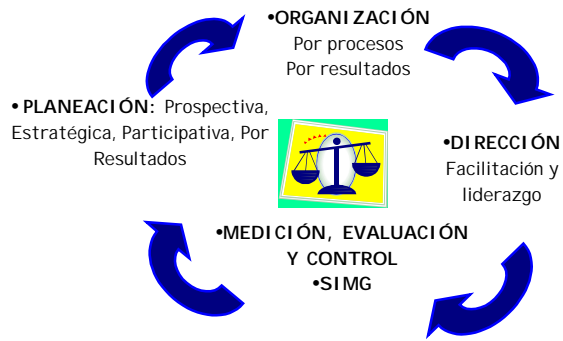 •ORGANIZACIÓN
Por procesos
Por resultados
•PLANEACIÓN: Prospectiva,
Estratégica, Participativa, Por
Resultados
•DIRECCIÓN
Facilitación y
liderazgo
•MEDICIÓN, EVALUACIÓN
Y CONTROL
•SIMG